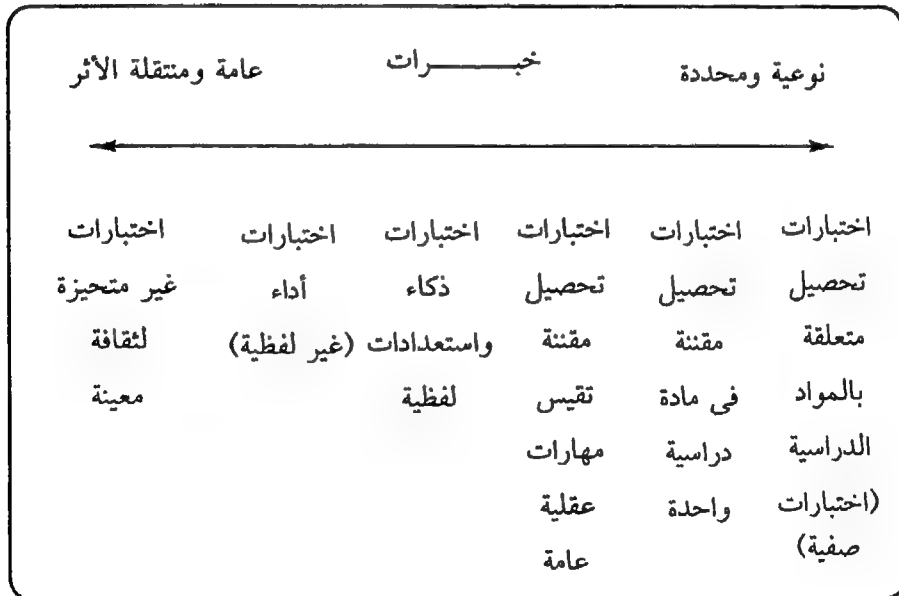 نوعية ومحددة خبـــــــرات عامة ومنتقلة الأثر
اختبارات اختبارات اختبارات اختبارات اختبارات اختبارات
تحصيل تحصيل تحصيل ذكاء أداء غير متحيزة
متعلقة مقننة مقننة واستعدادات (غير لفظية) لثقافة
بالمواد فى مادة تقيس لفظية معينة
الدراسية دراسية مهارات
(اختبارات واحدة عقلية
صفية) عامة